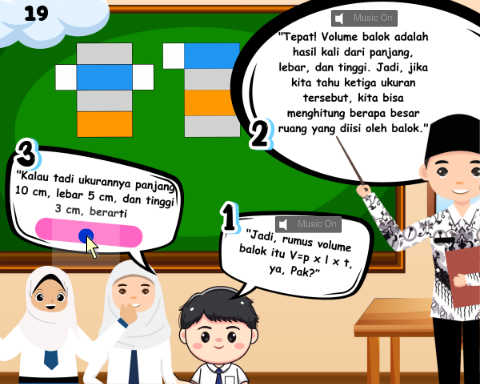 19
Music On
"Tepat! Volume balok adalah
hasil kali dari panjang,
lebar, dan tinggi. Jadi, jika
kita tahu ketiga ukuran
tersebut, kita bisa
menghitung berapa besar
ruang yang diisi oleh balok."
2
3
"Kalau tadi ukurannya panjang
10 cm, lebar 5 cm, dan tinggi
3 cm, berarti
1
Music On
"Jadi, rumus volume
balok itu V=p x l x t,
ya, Pak?"